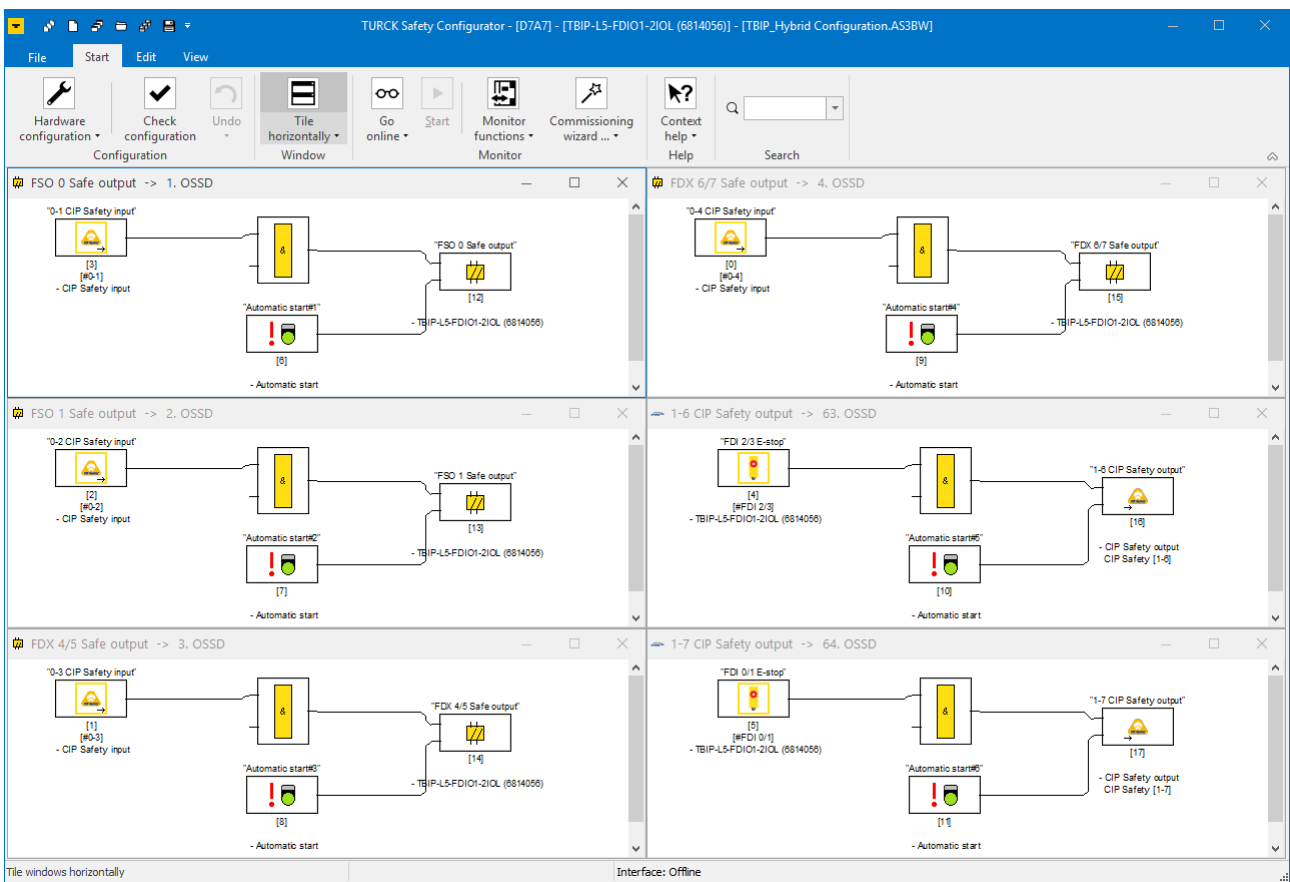 TURCK Safety Configurator - [D7A7] - [TBIP-L5-FDIO1-2IOL (6814056)] - [TBIP_Hybrid Configuration.AS3BW]
File Start Edit View
Hardware configuration
Check configuration
Undo
Configuration
Tile horizontally
Window
Go online
Start
Monitor functions
Commissioning wizard ...
Monitor
Context help
Help
Search
FSO 0 Safe output -> 1. OSSD
"0-1 CIP Safety input"
[3]
[#0-1]
- CIP Safety input
&
"FSO 0 Safe output"
[12]
- TBIP-L5-FDIO1-2IOL (6814056)
"Automatic start#1"
[6]
- Automatic start
FDX 6/7 Safe output -> 4. OSSD
"0-4 CIP Safety input"
[0]
[#0-4]
- CIP Safety input
&
"FDX 6/7 Safe output"
[15]
- TBIP-L5-FDIO1-2IOL (6814056)
"Automatic start#4"
[9]
- Automatic start
FSO 1 Safe output -> 2. OSSD
"0-2 CIP Safety input"
[2]
[#0-2]
- CIP Safety input
&
"FSO 1 Safe output"
[13]
- TBIP-L5-FDIO1-2IOL (6814056)
"Automatic start#2"
[7]
- Automatic start
1-6 CIP Safety output -> 63. OSSD
"FDI 2/3 E-stop"
[4]
[#FDI 2/3]
- TBIP-L5-FDIO1-2IOL (6814056)
&
"1-6 CIP Safety output"
[16]
- CIP Safety output
CIP Safety [1-6]
"Automatic start#5"
[10]
- Automatic start
FDX 4/5 Safe output -> 3. OSSD
"0-3 CIP Safety input"
[1]
[#0-3]
- CIP Safety input
&
"FDX 4/5 Safe output"
[14]
- TBIP-L5-FDIO1-2IOL (6814056)
"Automatic start#3"
[8]
- Automatic start
1-7 CIP Safety output -> 64. OSSD
"FDI 0/1 E-stop"
[5]
[#FDI 0/1]
- TBIP-L5-FDIO1-2IOL (6814056)
&
"1-7 CIP Safety output"
[17]
- CIP Safety output
CIP Safety [1-7]
"Automatic start#6"
[11]
- Automatic start
Tile windows horizontally
Interface: Offline